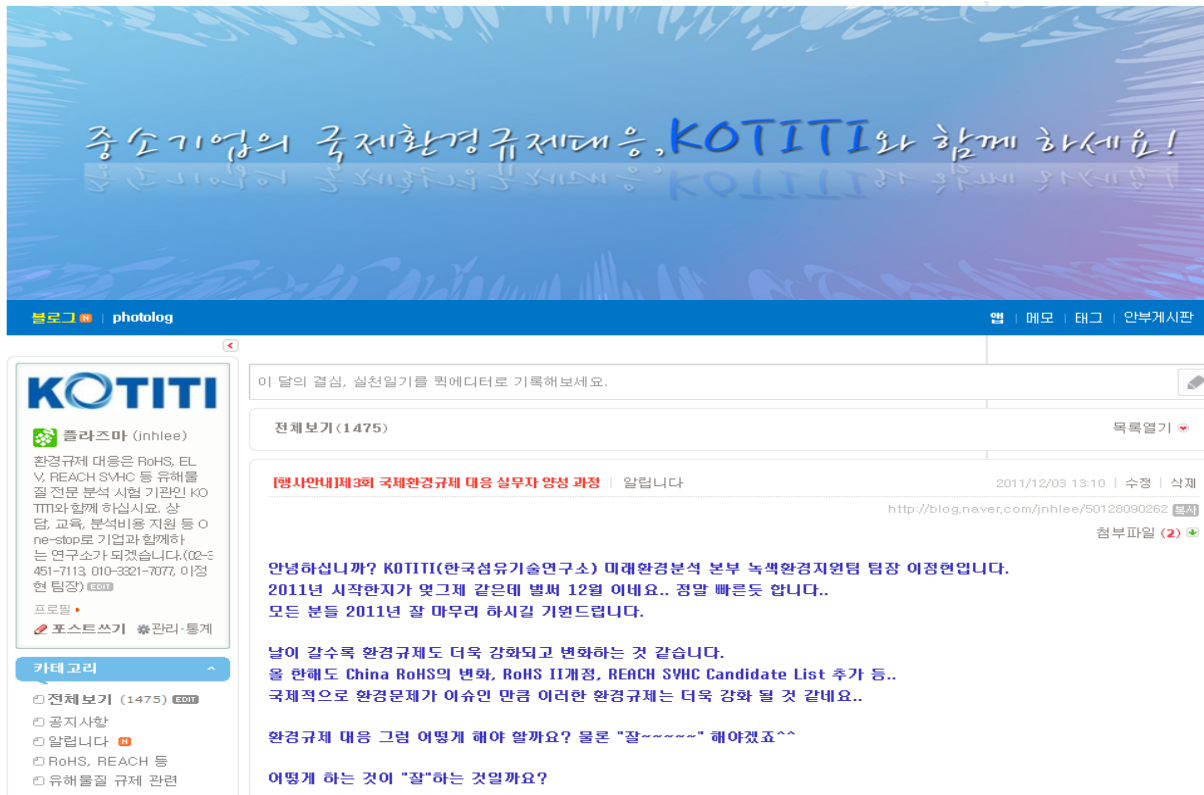 중소기업의 국제환경규제대응,KOTITI와 함께 하세요!
블로그 N | photolog
앱 | 메모 | 태그 | 안부게시판
KOTITI
플라즈마 (jnhlee)
환경규제 대응은 RoHS, EL
V, REACH SVHC 등 유해물
질 전문 분석 시험 기관인 KO
TITI와 함께 하십시요. 상
담, 교육, 분석비용 지원 등 O
ne-stop로 기업과 함께하
는 연구소가 되겠습니다.(02-3
451-7113, 010-3321-7077, 이정
현 팀장) EDIT
프로필
포스트쓰기 관리·통계
카테고리
전체보기 (1475) EDIT
공지사항
알립니다 N
RoHS, REACH 등
유해물질 규제 관련
이 달의 결심, 실천일기를 퀵에디터로 기록해보세요.
전체보기(1475)
목록열기
[행사안내]제3회 국제환경규제 대응 실무자 양성 과정 | 알립니다
2011/12/03 13:10 | 수정 | 삭제
http://blog.naver.com/jnhlee/50128090262 복사
첨부파일 (2)
안녕하십니까? KOTITI(한국섬유기술연구소) 미래환경분석 본부 녹색환경지원팀 팀장 이정현입니다.
2011년 시작한지가 엊그제 같은데 벌써 12월 이네요.. 정말 빠른듯 합니다..
모든 분들 2011년 잘 마무리 하시길 기원드립니다.
날이 갈수록 환경규제도 더욱 강화되고 변화하는 것 같습니다.
올 한해도 China RoHS의 변화, RoHS II개정, REACH SVHC Candidate List 추가 등..
국제적으로 환경문제가 이슈인 만큼 이러한 환경규제는 더욱 강화 될 것 같네요..
환경규제 대응 그럼 어떻게 해야 할까요? 물론 "잘~~~~~" 해야겠죠^^
어떻게 하는 것이 "잘"하는 것일까요?